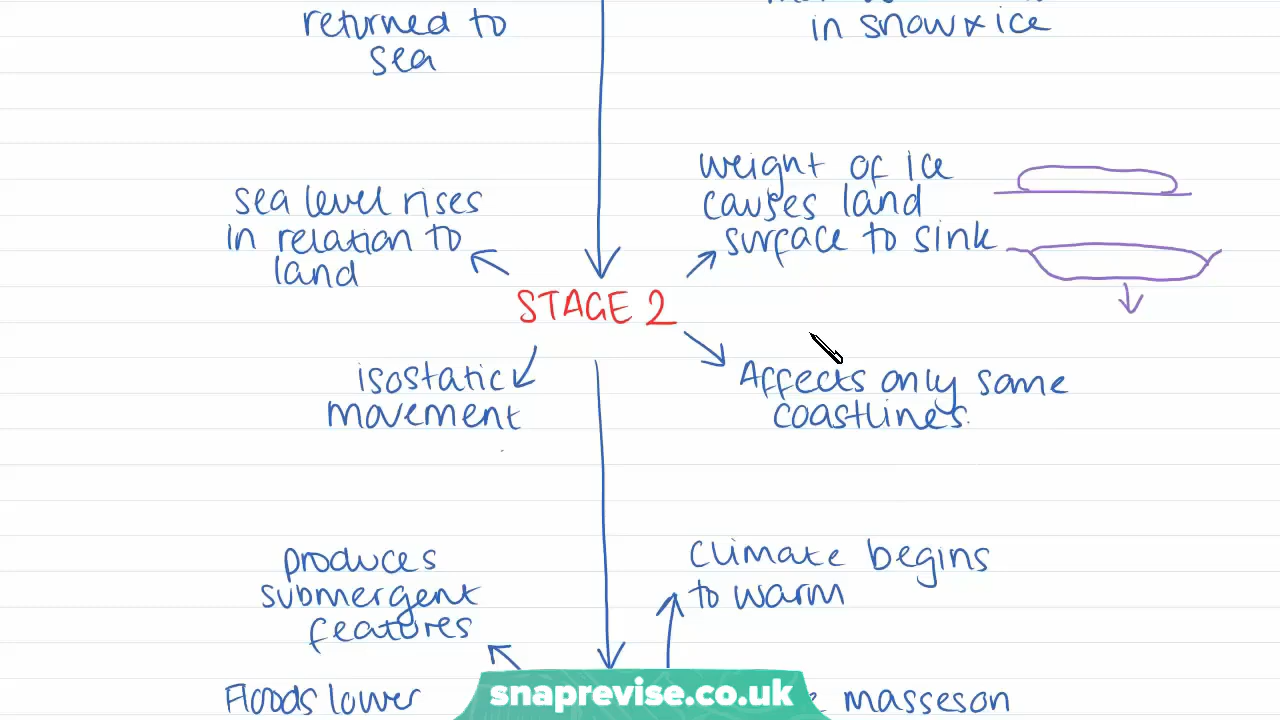 returned to
sea
in snow & ice
weight of ice
causes land
surface to sink
sea level rises
in relation to
land
STAGE 2
isostatic
movement
Affects only some
coastlines.
produces
submergent
features
climate begins
to warm
Floods lower
masses on
snaprevise.co.uk